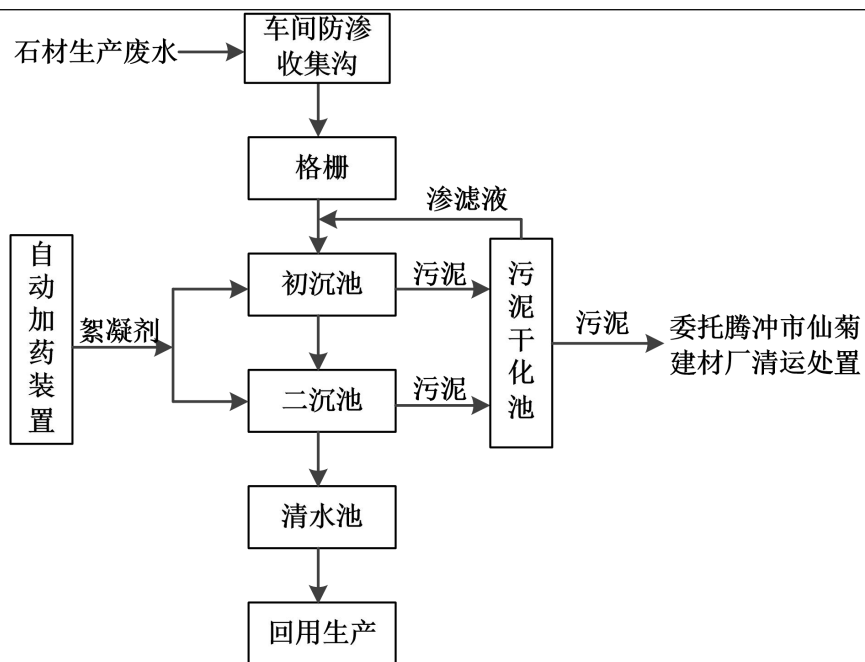 石材生产废水
车间防渗
收集沟
格栅
渗滤液
自动加药装置
絮凝剂
初沉池
污泥
污泥干化池
污泥
委托腾冲市仙菊
建材厂清运处置
二沉池
污泥
清水池
回用生产